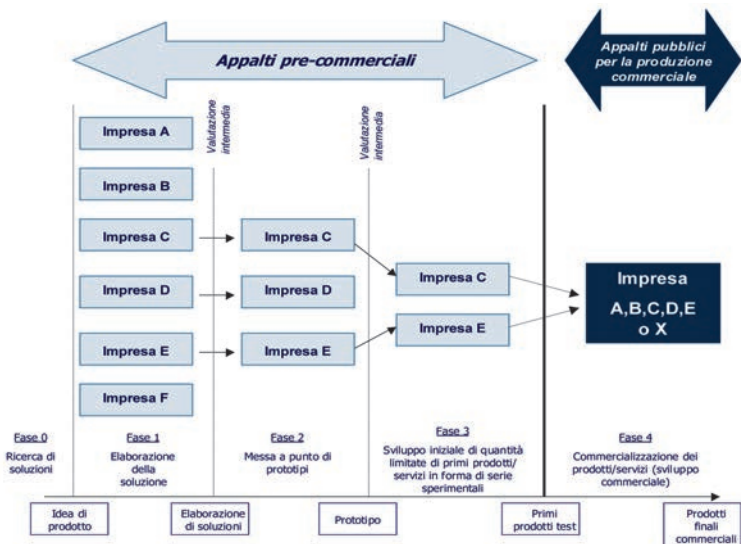 Appalti pre-commerciali
Appalti pubblici
per la produzione
commerciale
Valutazione
intermedia
Valutazione
intermedia
Impresa A
Impresa B
Impresa C
Impresa D
Impresa E
Impresa F
Impresa C
Impresa D
Impresa E
Impresa C
Impresa E
Impresa
A,B,C,D,E
o X
Fase 0
Ricerca di
soluzioni
Fase 1
Elaborazione
della
soluzione
Fase 2
Messa a punto di
prototipi
Fase 3
Sviluppo iniziale di quantità
limitate di primi prodotti/
servizi in forma di serie
sperimentali
Fase 4
Commercializzazione dei
prodotti/servizi (sviluppo
commerciale)
Idea di
prodotto
Elaborazione
di soluzioni
Prototipo
Primi
prodotti test
Prodotti
finali
commerciali